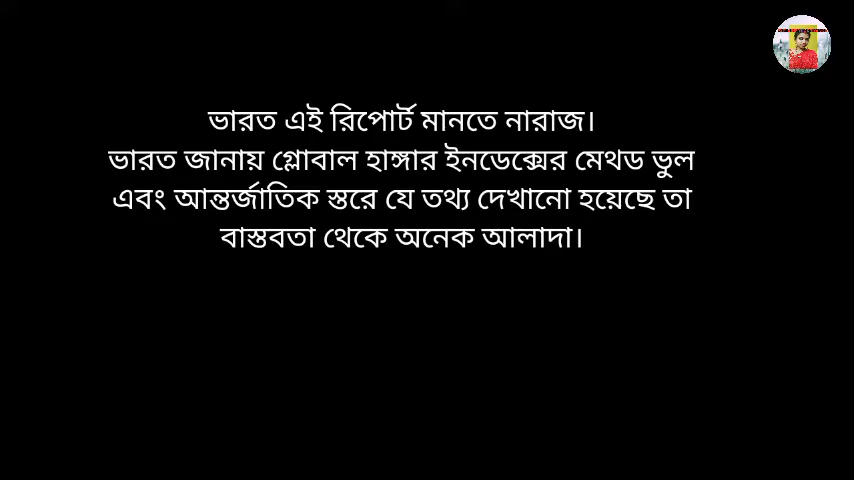 ভারত এই রিপোর্ট মানতে নারাজ।
ভারত জানায় গ্লোবাল হাঙ্গার ইনডেক্সের মেথড ভুল
এবং আন্তর্জাতিক স্তরে যে তথ্য দেখানো হয়েছে তা
বাস্তবতা থেকে অনেক আলাদা।